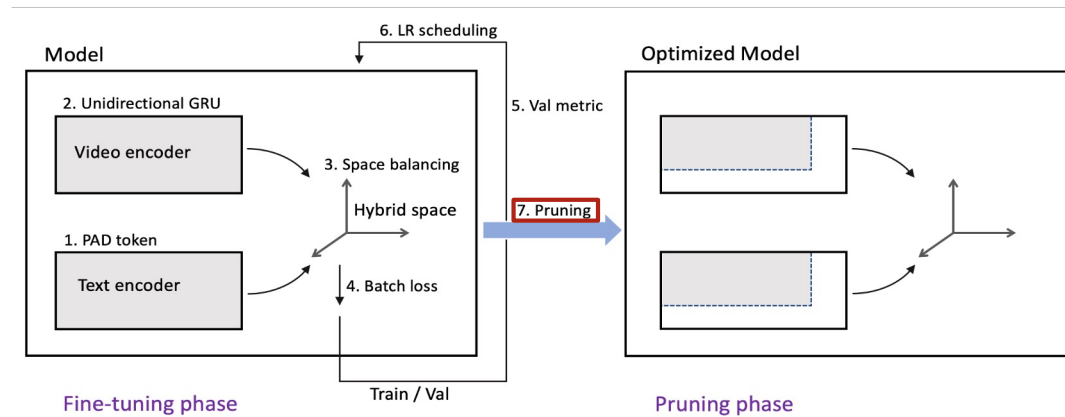 6. LR scheduling
Model
Optimized Model
2. Unidirectional GRU
Video encoder
5. Val metric
3. Space balancing
Hybrid space
7. Pruning
1. PAD token
Text encoder
4. Batch loss
Train / Val
Fine-tuning phase
Pruning phase